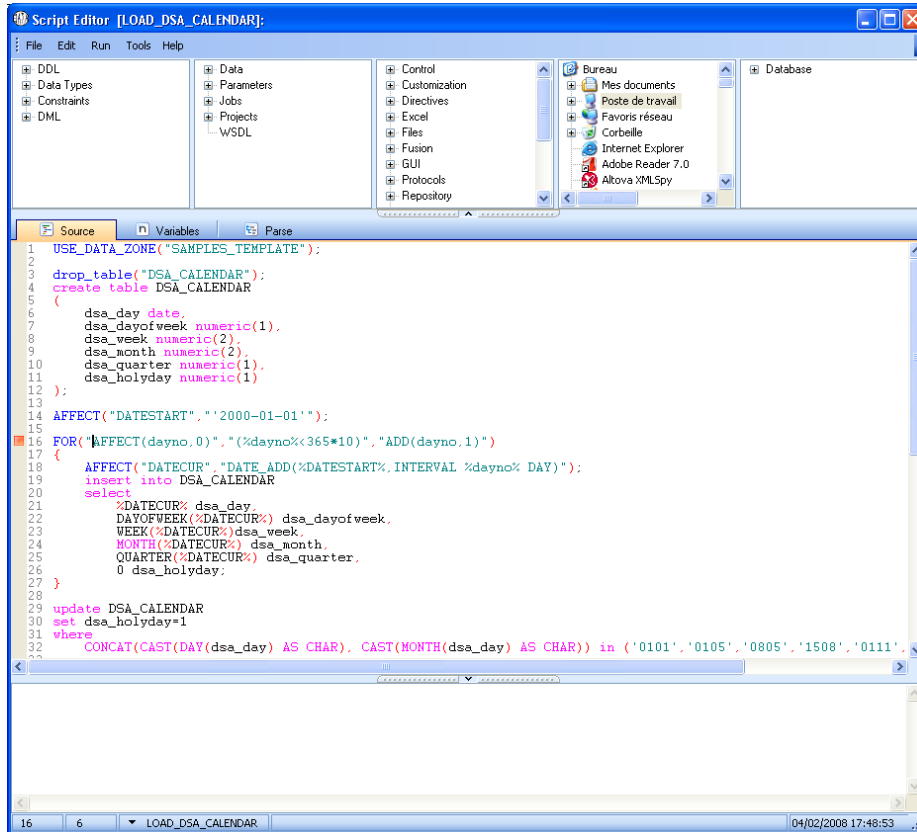 Script Editor [LOAD_DSA_CALENDAR]:
File Edit Run Tools Help
DDL
Data Types
Constraints
DML
Data
Parameters
Jobs
Projects
WSDL
Control
Customization
Directives
Excel
Files
Fusion
GUI
Protocols
Repository
Bureau
Mes documents
Poste de travail
Favoris réseau
Corbeille
Internet Explorer
Adobe Reader 7.0
Altova XMLSpy
Database
Source Variables Parse
1 USE_DATA_ZONE("SAMPLES_TEMPLATE");
2
3 drop_table("DSA_CALENDAR");
4 create table DSA_CALENDAR
5 (
6 dsa_day date,
7 dsa_dayofweek numeric(1),
8 dsa_week numeric(2),
9 dsa_month numeric(2),
10 dsa_quarter numeric(1),
11 dsa_holyday numeric(1)
12 );
13
14 AFFECT("DATESTART","'2000-01-01'");
15
16 FOR("AFFECT(dayno,0)","(%dayno%<365*10)","ADD(dayno,1)")
17 {
18 AFFECT("DATECUR","DATE_ADD(%DATESTART%,INTERVAL %dayno% DAY)");
19 insert into DSA_CALENDAR
20 select
21 %DATECUR% dsa_day,
22 DAYOFWEEK(%DATECUR%) dsa_dayofweek,
23 WEEK(%DATECUR%)dsa_week,
24 MONTH(%DATECUR%) dsa_month,
25 QUARTER(%DATECUR%) dsa_quarter,
26 0 dsa_holyday;
27 }
28
29 update DSA_CALENDAR
30 set dsa_holyday=1
31 where
32 CONCAT(CAST(DAY(dsa_day) AS CHAR), CAST(MONTH(dsa_day) AS CHAR)) in ('0101','0105','0805','1508','0111',
16 6 LOAD_DSA_CALENDAR 04/02/2008 17:48:53